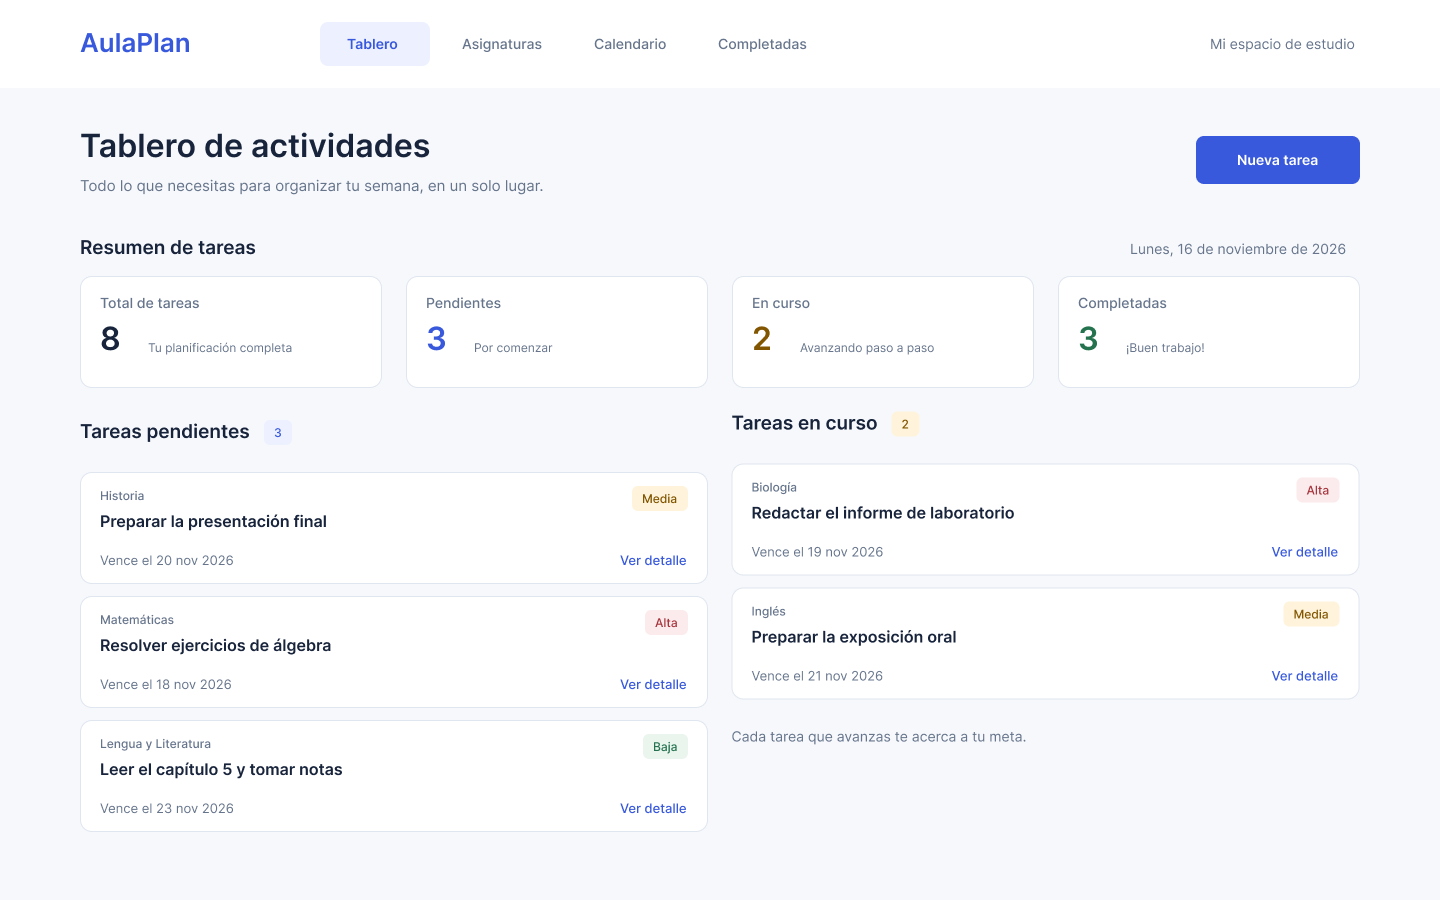 AulaPlan
Tablero
Asignaturas
Calendario
Completadas
Mi espacio de estudio
Tablero de actividades
Todo lo que necesitas para organizar tu semana, en un solo lugar.
Nueva tarea
Resumen de tareas
Lunes, 16 de noviembre de 2026
Total de tareas
8 Tu planificación completa
Pendientes
3 Por comenzar
En curso
2 Avanzando paso a paso
Completadas
3 ¡Buen trabajo!
Tareas pendientes 3
Historia
Media
Preparar la presentación final
Vence el 20 nov 2026
Ver detalle
Matemáticas
Alta
Resolver ejercicios de álgebra
Vence el 18 nov 2026
Ver detalle
Lengua y Literatura
Baja
Leer el capítulo 5 y tomar notas
Vence el 23 nov 2026
Ver detalle
Tareas en curso 2
Biología
Alta
Redactar el informe de laboratorio
Vence el 19 nov 2026
Ver detalle
Inglés
Media
Preparar la exposición oral
Vence el 21 nov 2026
Ver detalle
Cada tarea que avanzas te acerca a tu meta.